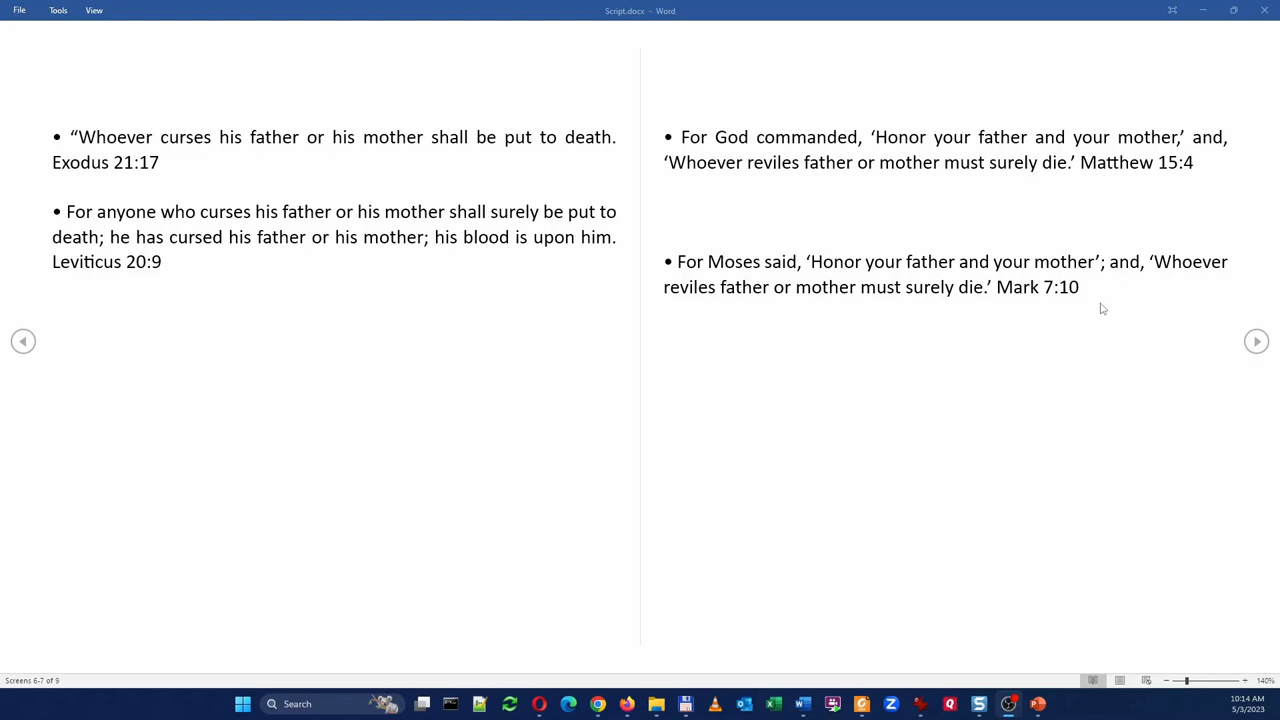 File Tools View Script.docx - Word
• “Whoever curses his father or his mother shall be put to death.
Exodus 21:17
• For anyone who curses his father or his mother shall surely be put to
death; he has cursed his father or his mother; his blood is upon him.
Leviticus 20:9
• For God commanded, ‘Honor your father and your mother,’ and,
‘Whoever reviles father or mother must surely die.’ Matthew 15:4
• For Moses said, ‘Honor your father and your mother’; and, ‘Whoever
reviles father or mother must surely die.’ Mark 7:10
Screens 6-7 of 9
140%
Search
10:14 AM
5/3/2023